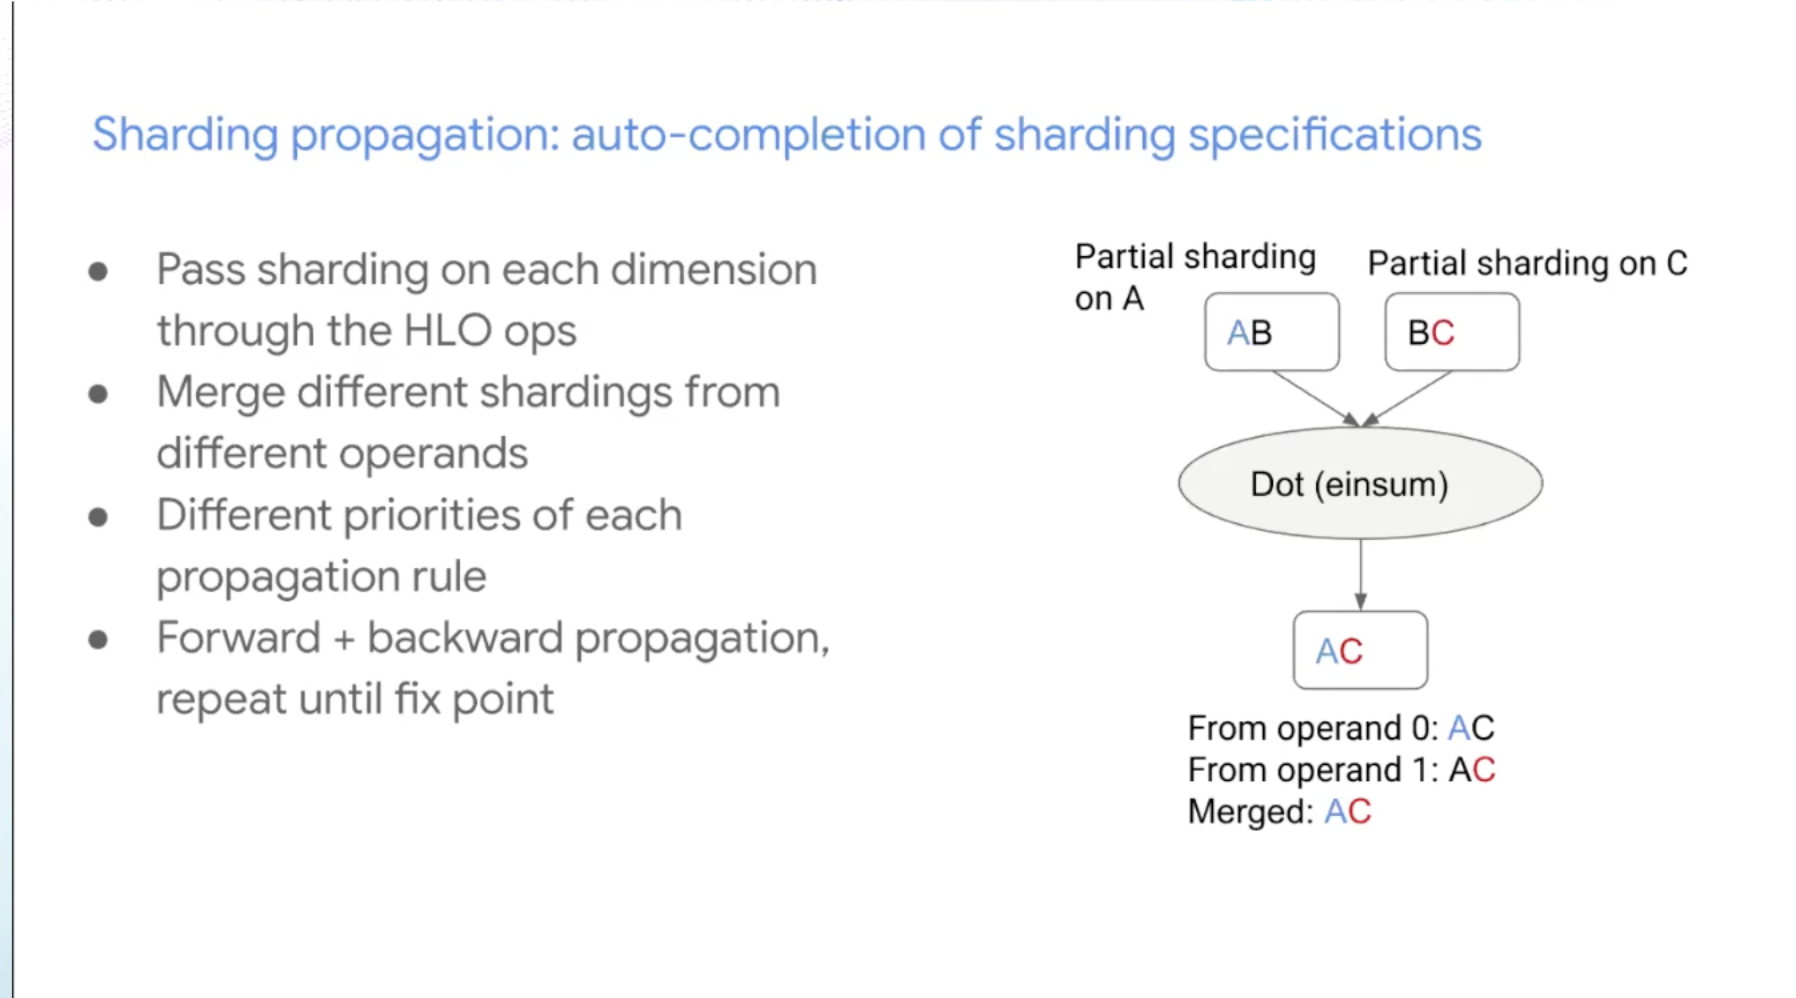 Sharding propagation: auto-completion of sharding specifications
● Pass sharding on each dimension
through the HLO ops
● Merge different shardings from
different operands
● Different priorities of each
propagation rule
● Forward + backward propagation,
repeat until fix point
Partial sharding
on A
Partial sharding on C
AB
BC
Dot (einsum)
AC
From operand 0: AC
From operand 1: AC
Merged: AC